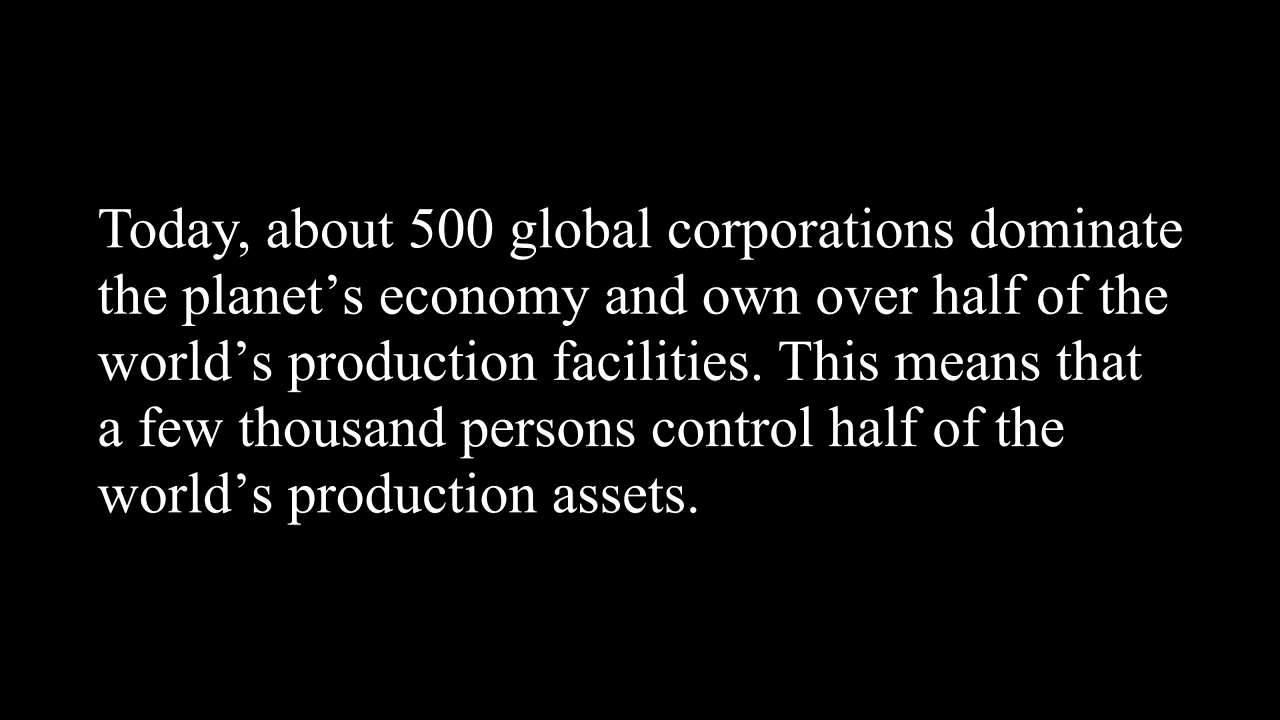 Today, about 500 global corporations dominate
the planet’s economy and own over half of the
world’s production facilities. This means that
a few thousand persons control half of the
world’s production assets.